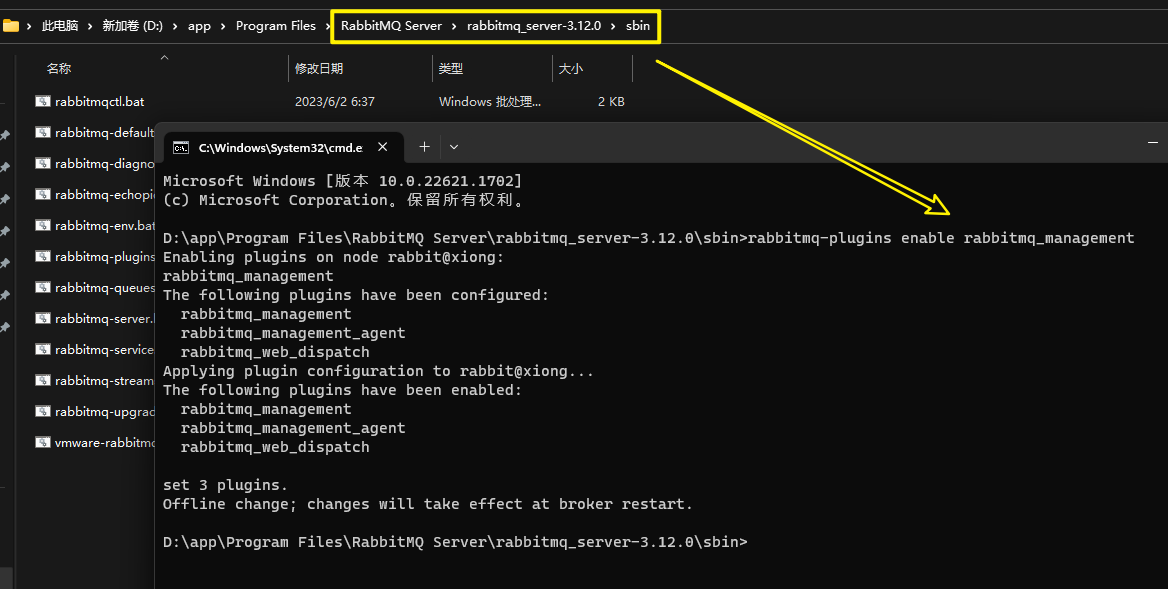 此电脑 › 新加卷 (D:) › app › Program Files › RabbitMQ Server › rabbitmq_server-3.12.0 › sbin
名称 修改日期 类型 大小
rabbitmqctl.bat 2023/6/2 6:37 Windows 批处理... 2 KB
rabbitmq-default
rabbitmq-diagno
rabbitmq-echopi
rabbitmq-env.bat
rabbitmq-plugins
rabbitmq-queues
rabbitmq-server.
rabbitmq-service
rabbitmq-stream
rabbitmq-upgrad
vmware-rabbitmq
C:\Windows\System32\cmd.e
Microsoft Windows [版本 10.0.22621.1702]
(c) Microsoft Corporation。保留所有权利。
D:\app\Program Files\RabbitMQ Server\rabbitmq_server-3.12.0\sbin>rabbitmq-plugins enable rabbitmq_management
Enabling plugins on node rabbit@xiong:
rabbitmq_management
The following plugins have been configured:
rabbitmq_management
rabbitmq_management_agent
rabbitmq_web_dispatch
Applying plugin configuration to rabbit@xiong...
The following plugins have been enabled:
rabbitmq_management
rabbitmq_management_agent
rabbitmq_web_dispatch
set 3 plugins.
Offline change; changes will take effect at broker restart.
D:\app\Program Files\RabbitMQ Server\rabbitmq_server-3.12.0\sbin>